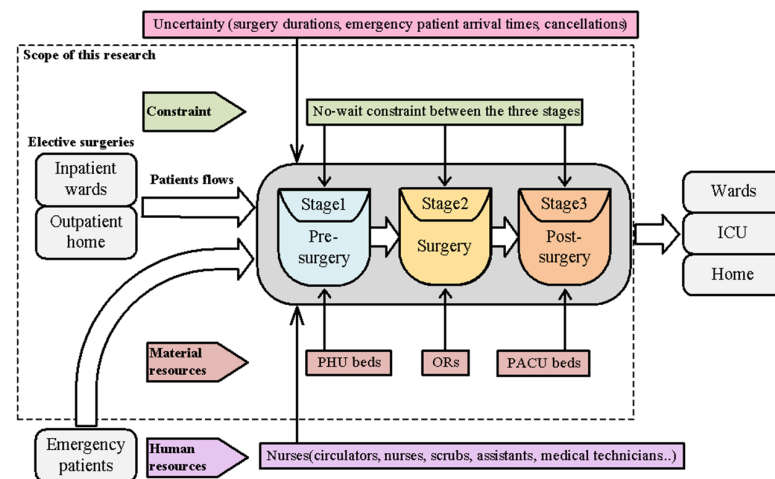 Uncertainty (surgery durations, emergency patient arrival times, cancellations)
Scope of this research
Constraint
No-wait constraint between the three stages
Elective surgeries
Inpatient
wards
Outpatient
home
Patients flows
Stage1
Pre-
surgery
Stage2
Surgery
Stage3
Post-
surgery
Wards
ICU
Home
Material
resources
PHU beds
ORs
PACU beds
Emergency
patients
Human
resources
Nurses(circulators, nurses, scrubs, assistants, medical technicians..)